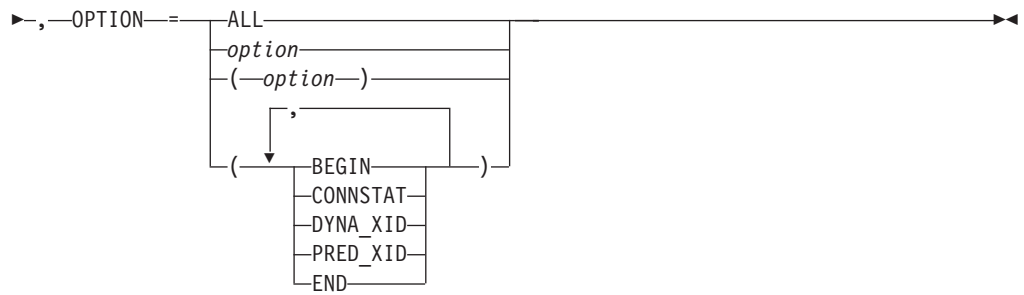 , OPTION = ALL
option
( option )
,
( BEGIN )
CONNSTAT
DYNA_XID
PRED_XID
END